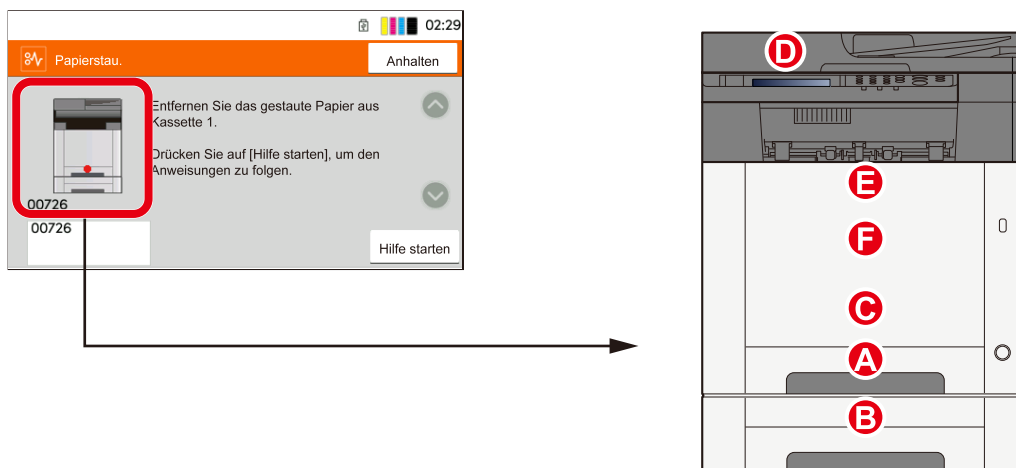 02:29
Papierstau.
Anhalten
Entfernen Sie das gestaute Papier aus
Kassette 1.
Drücken Sie auf [Hilfe starten], um den
Anweisungen zu folgen.
00726
00726
Hilfe starten
D
E
F
C
A
B